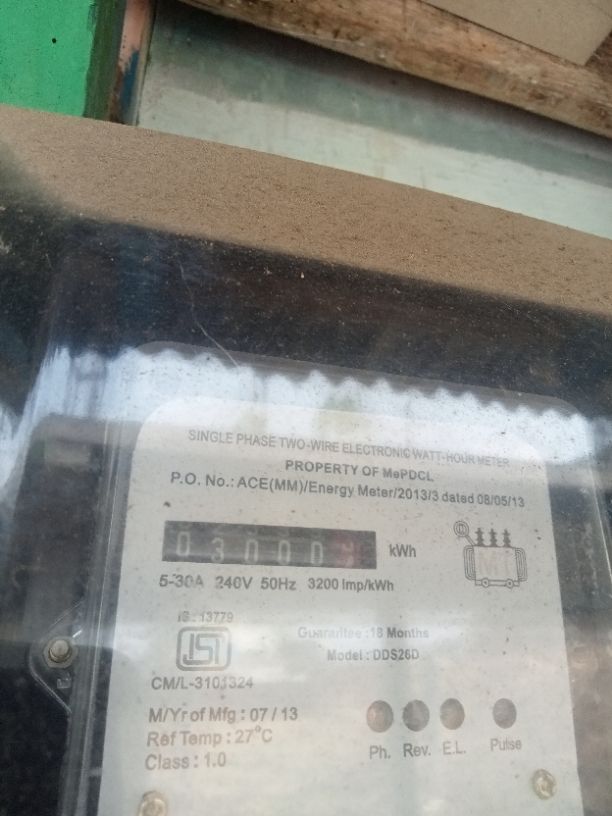 SINGLE PHASE TWO-WIRE ELECTRONIC WATT-HOUR METER
PROPERTY OF MePDCL
P.O. No.: ACE(MM)/Energy Meter/2013/3 dated 08/05/13
03000 kWh
5-30A 240V 50Hz 3200 imp/kWh
IS : 13779
Guarantee : 18 Months
Model : DDS26D
CM/L-3101324
M/Yr of Mfg : 07 / 13
Ref Temp : 27°C
Class : 1.0
Ph. Rev. E.L. Pulse